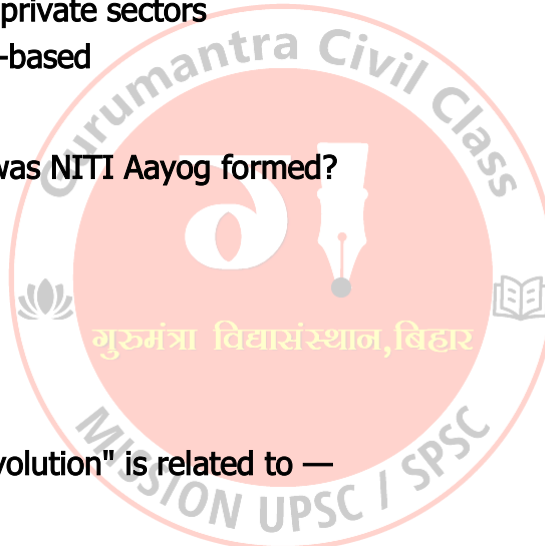 private sectors
-based
Gurumantra Civil Class
was NITI Aayog formed?
गुरुमंत्रा विद्यासंस्थान,बिहार
volution" is related to —
MISSION UPSC / SPSC